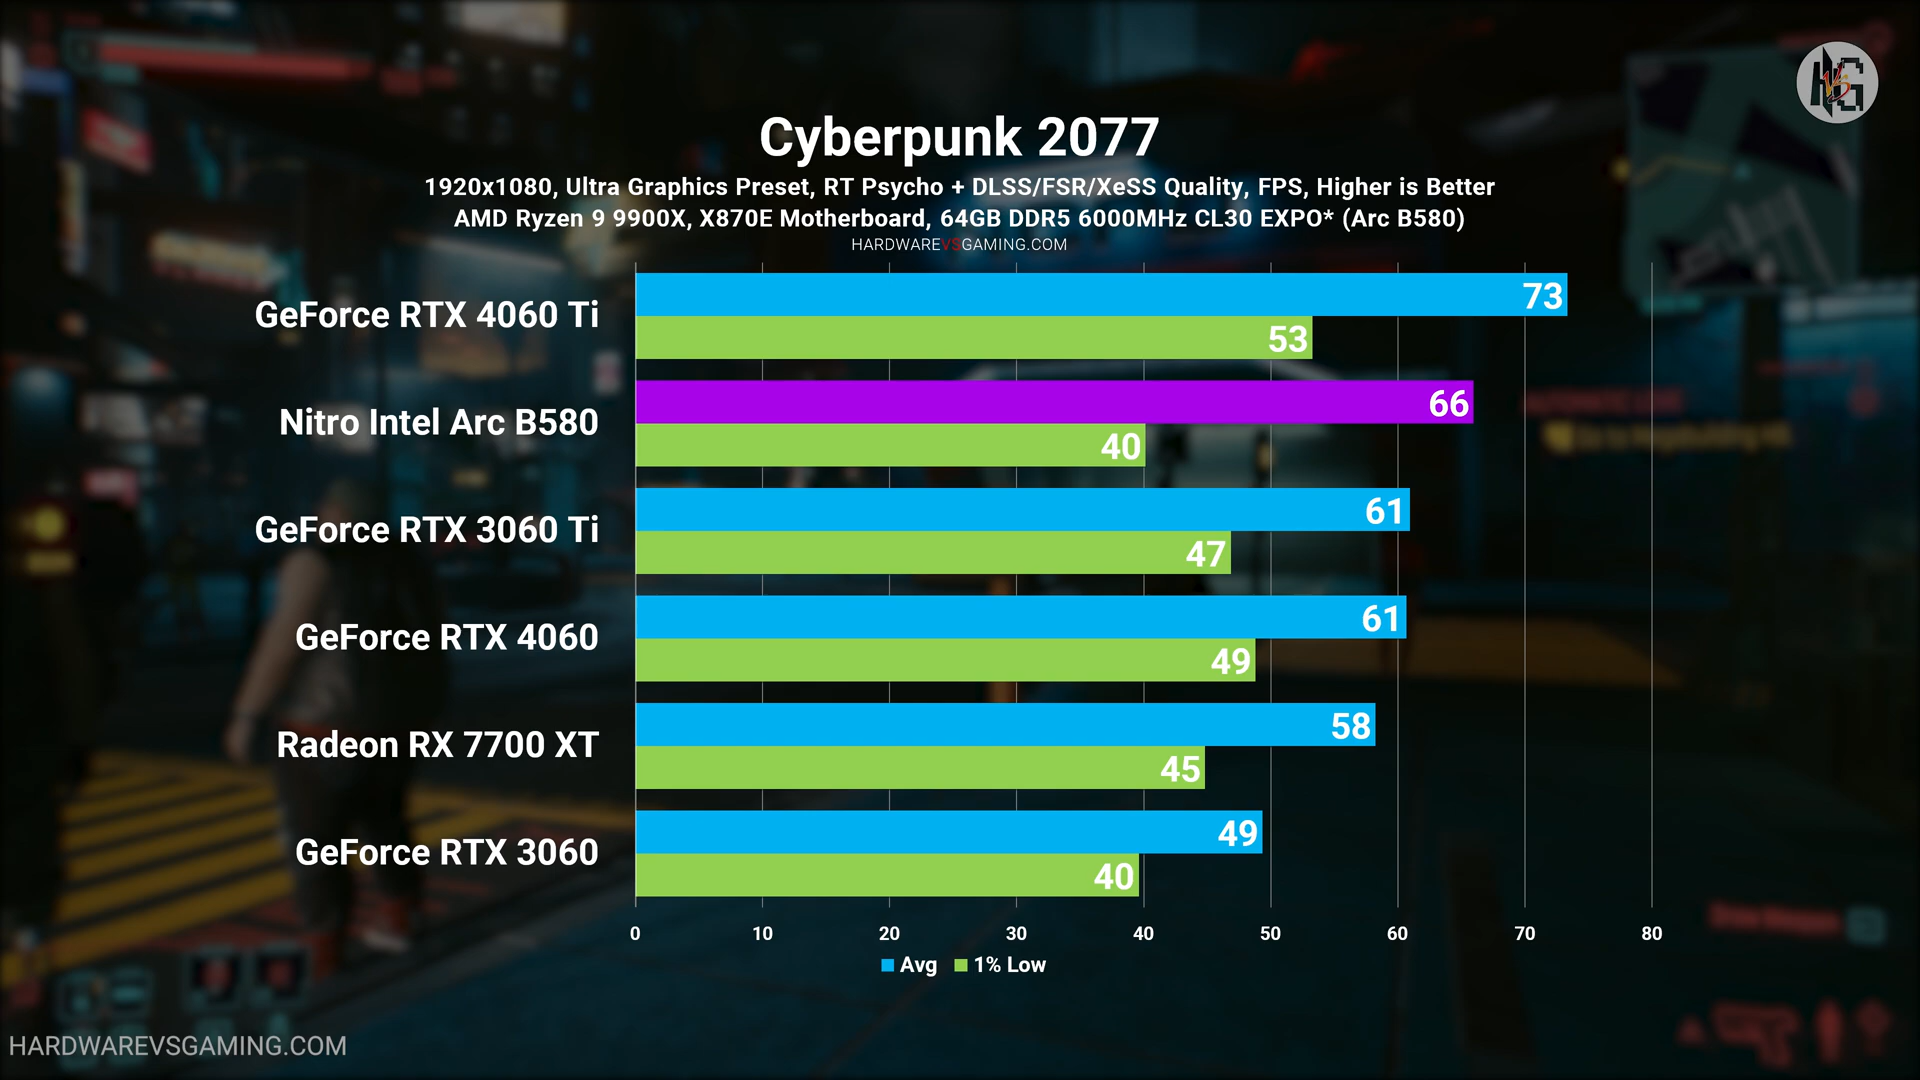 Cyberpunk 2077
1920x1080, Ultra Graphics Preset, RT Psycho + DLSS/FSR/XeSS Quality, FPS, Higher is Better
AMD Ryzen 9 9900X, X870E Motherboard, 64GB DDR5 6000MHz CL30 EXPO* (Arc B580)
HARDWAREVSGAMING.COM
GeForce RTX 4060 Ti
73
53
Nitro Intel Arc B580
66
40
GeForce RTX 3060 Ti
61
47
GeForce RTX 4060
61
49
Radeon RX 7700 XT
58
45
GeForce RTX 3060
49
40
0 10 20 30 40 50 60 70 80
Avg 1% Low
HARDWAREVSGAMING.COM